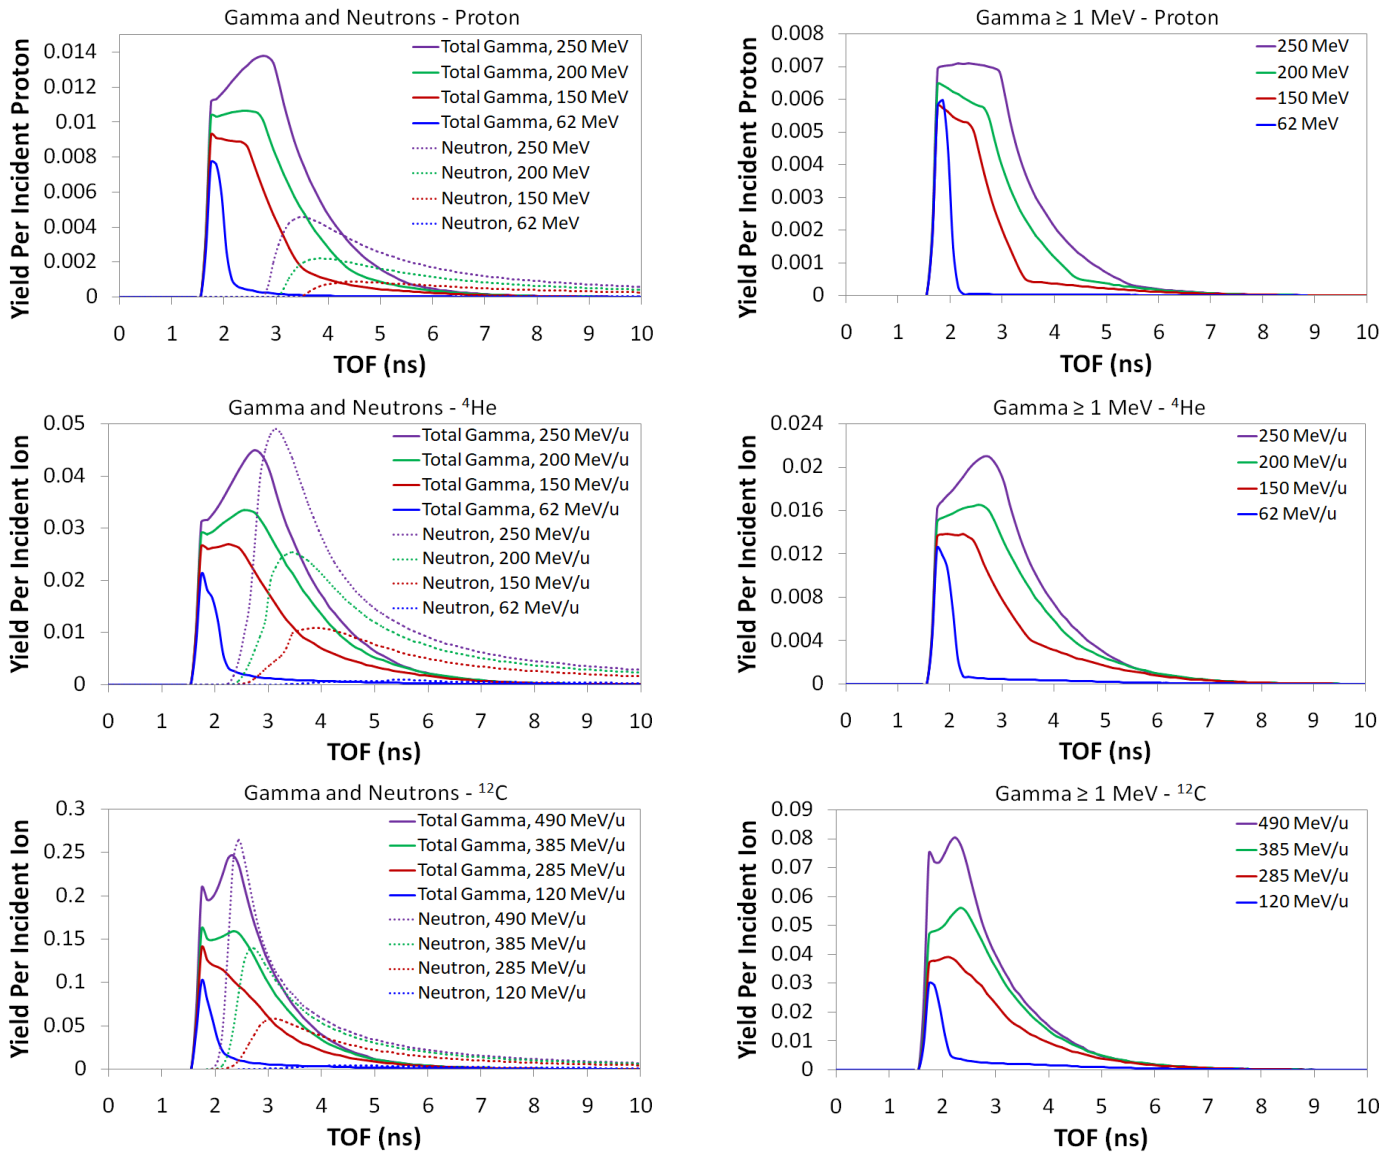 Gamma and Neutrons - Proton
Yield Per Incident Proton
0.014
0.012
0.01
0.008
0.006
0.004
0.002
0
Total Gamma, 250 MeV
Total Gamma, 200 MeV
Total Gamma, 150 MeV
Total Gamma, 62 MeV
Neutron, 250 MeV
Neutron, 200 MeV
Neutron, 150 MeV
Neutron, 62 MeV
0 1 2 3 4 5 6 7 8 9 10
TOF (ns)
Gamma ≥ 1 MeV - Proton
Yield Per Incident Proton
0.008
0.007
0.006
0.005
0.004
0.003
0.002
0.001
0
250 MeV
200 MeV
150 MeV
62 MeV
0 1 2 3 4 5 6 7 8 9 10
TOF (ns)
Gamma and Neutrons - ⁴He
Yield Per Incident Ion
0.05
0.04
0.03
0.02
0.01
0
Total Gamma, 250 MeV/u
Total Gamma, 200 MeV/u
Total Gamma, 150 MeV/u
Total Gamma, 62 MeV/u
Neutron, 250 MeV/u
Neutron, 200 MeV/u
Neutron, 150 MeV/u
Neutron, 62 MeV/u
0 1 2 3 4 5 6 7 8 9 10
TOF (ns)
Gamma ≥ 1 MeV - ⁴He
Yield Per Incident Ion
0.024
0.02
0.016
0.012
0.008
0.004
0
250 MeV/u
200 MeV/u
150 MeV/u
62 MeV/u
0 1 2 3 4 5 6 7 8 9 10
TOF (ns)
Gamma and Neutrons - ¹²C
Yield Per Incident Ion
0.3
0.25
0.2
0.15
0.1
0.05
0
Total Gamma, 490 MeV/u
Total Gamma, 385 MeV/u
Total Gamma, 285 MeV/u
Total Gamma, 120 MeV/u
Neutron, 490 MeV/u
Neutron, 385 MeV/u
Neutron, 285 MeV/u
Neutron, 120 MeV/u
0 1 2 3 4 5 6 7 8 9 10
TOF (ns)
Gamma ≥ 1 MeV - ¹²C
Yield Per Incident Ion
0.09
0.08
0.07
0.06
0.05
0.04
0.03
0.02
0.01
0
490 MeV/u
385 MeV/u
285 MeV/u
120 MeV/u
0 1 2 3 4 5 6 7 8 9 10
TOF (ns)